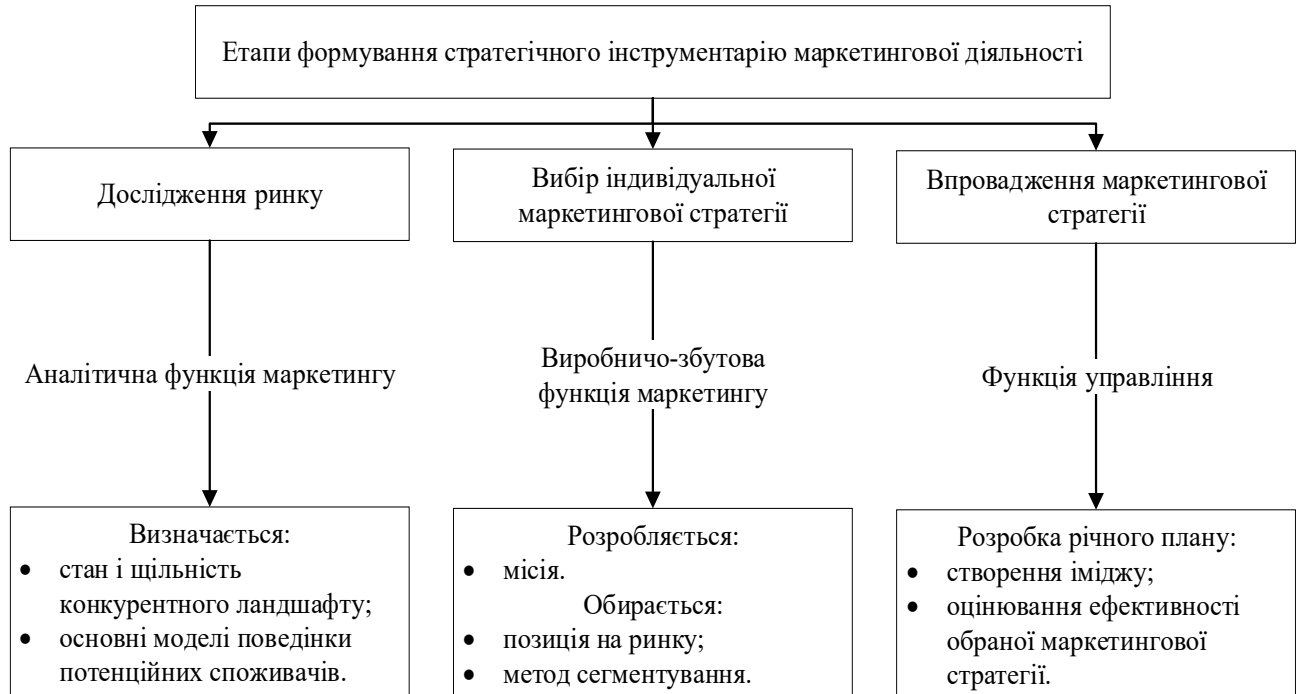 Етапи формування стратегічного інструментарію маркетингової діяльності
Дослідження ринку
Вибір індивідуальної
маркетингової стратегії
Впровадження маркетингової
стратегії
Аналітична функція маркетингу
Виробничо-збутова
функція маркетингу
Функція управління
Визначається:
• стан і щільність
конкурентного ландшафту;
• основні моделі поведінки
потенційних споживачів.
Розробляється:
• місія.
Обирається:
• позиція на ринку;
• метод сегментування.
Розробка річного плану:
• створення іміджу;
• оцінювання ефективності
обраної маркетингової
стратегії.